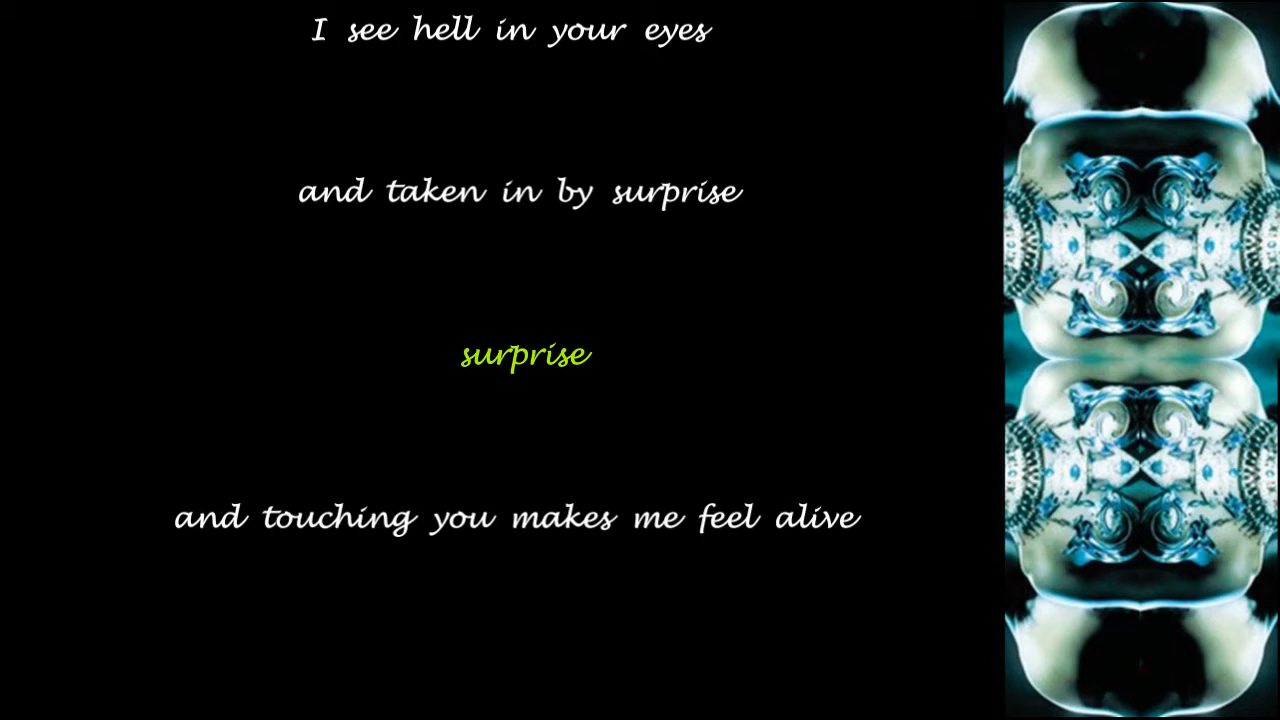 I see hell in your eyes
and taken in by surprise
surprise
and touching you makes me feel alive